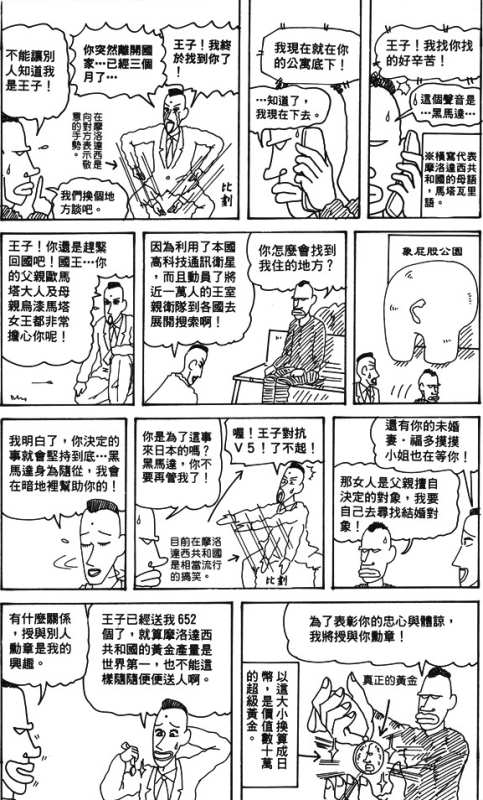 王子！我找你找
的好辛苦！
這個聲音是
…黑馬達…
※橫寫代表
摩洛達西共
和國的母語
，馬塔瓦里
語。
我現在就在你
的公寓底下！
…知道了，
我現在下去。
王子！我終
於找到你了
！
你突然離開國
家…已經三個
月了…
在摩洛達西是
向對方表示敬
意的手勢。
比劃
不能讓別
人知道我
是王子！
我們換個地
方談吧。
象屁股公園
你怎麼會找到
我住的地方？
因為利用了本國
高科技通訊衛星
，而且動員了將
近一萬人的王室
親衛隊到各國去
展開搜索啊！
王子！你還是趕緊
回國吧！國王…你
的父親歐馬
塔大人及母
親烏漆馬塔
女王都非常
擔心你呢！
還有你的未婚
妻．福多摸摸
小姐也在等你！
那女人是父親擅自
決定的對象，我要
自己去尋找結婚對
象！
喔！王子對抗
V5！了不起！
你是為了這事
來日本的嗎？
黑馬達，你不
要再管我了！
目前在摩洛
達西共和國
是相當流行
的搞笑。
比劃
我明白了，你決定的
事就會堅持到底…黑
馬達身為隨從，我會
在暗地裡幫助你的！
為了表彰你的忠心與體諒，
我將授與你勳章！
真正的黃金
以這大小換算成日
幣，是價值數十萬
的超級黃金。
王子已經送我652
個了，就算摩洛達西
共和國的黃金產量是
世界第一，也不能這
樣隨隨便便送人啊。
有什麼關係
，授與別人
勳章是我的
興趣。